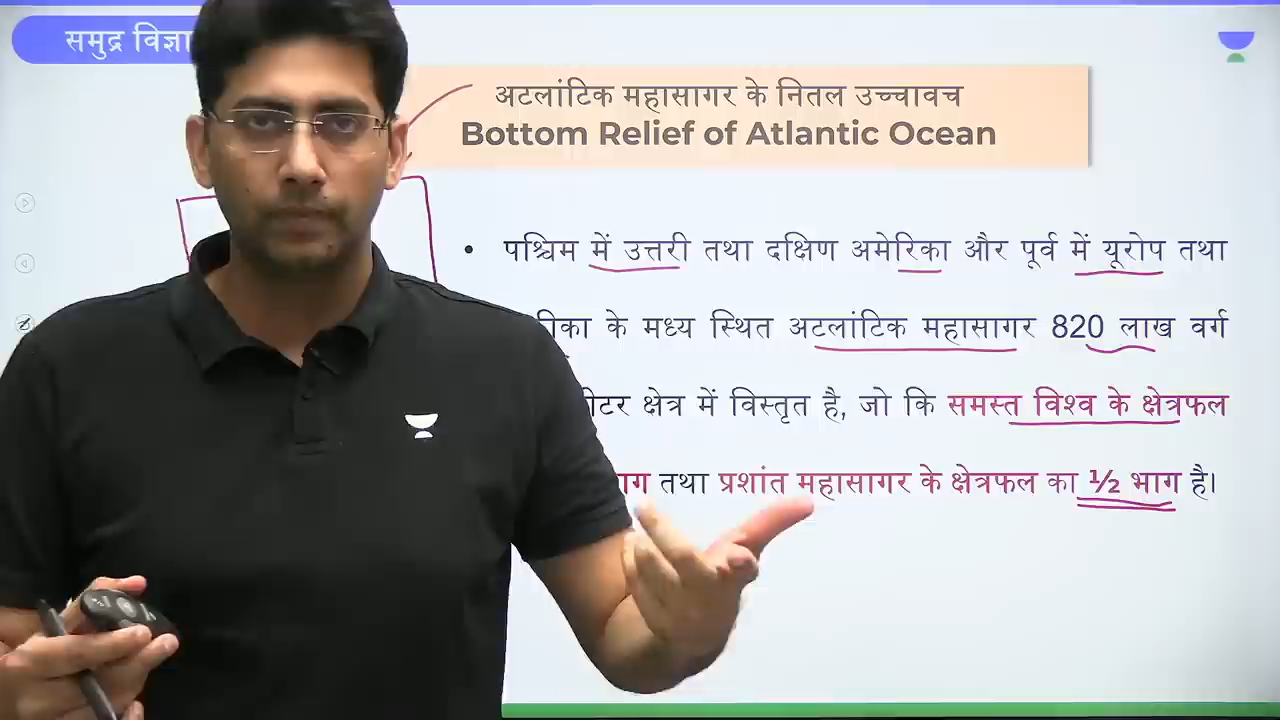 समुद्र
अटलांटिक महासागर के नितल उच्चावच
Bottom Relief of Atlantic Ocean
• पश्चिम में उत्तरी तथा दक्षिण अमेरिका और पूर्व में यूरोप तथा
के मध्य स्थित अटलांटिक महासागर 820 लाख वर्ग
क्षेत्र में विस्तृत है, जो कि समस्त विश्व के क्षेत्रफल
तथा प्रशांत महासागर के क्षेत्रफल का ½ भाग है।